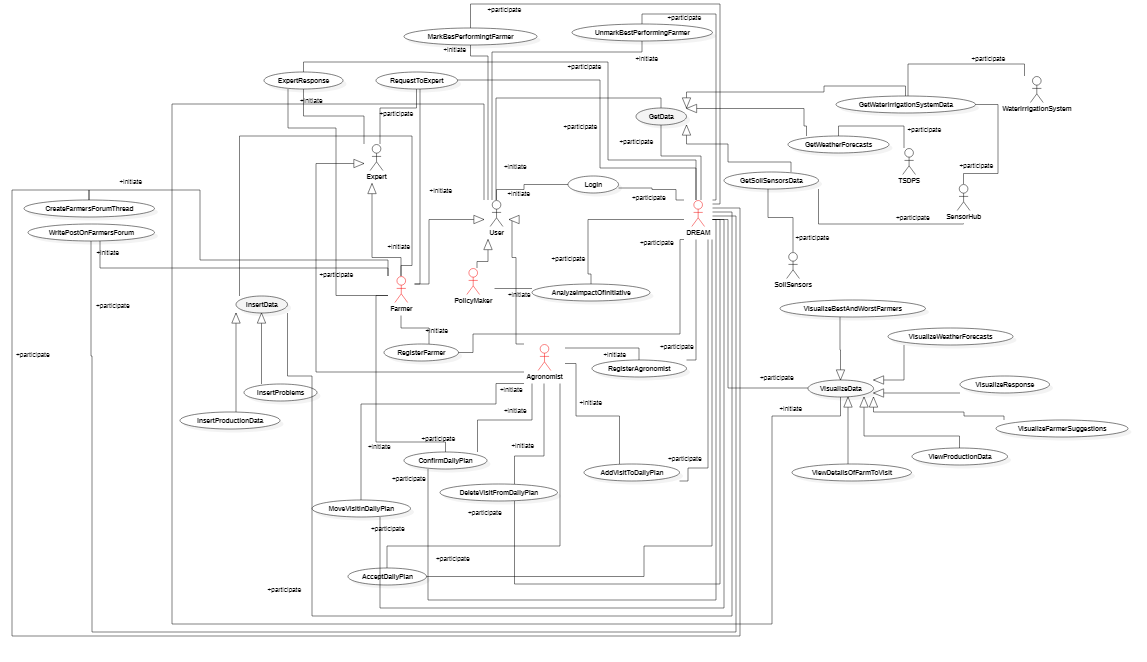 +participate
+participate
MarkBesPerformingtFarmer
UnmarkBestPerformingFarmer
+initiate
+initiate
+participate
+participate
ExpertResponse
RequestToExpert
+initiate
+participate
GetWaterIrrigationSystemData
WaterIrrigationSystem
GetData
+participate
+participate
+participate
GetWeatherForecasts
+initiate
+participate
TSDPS
Expert
+initiate
GetSoilSensorsData
+initiate
+initiate
Login
+participate
SensorHub
CreateFarmersForumThread
+participate
WritePostOnFarmersForum
User
DREAM
+participate
+initiate
+initiate
+participate
+participate
+participate
SoilSensors
PolicyMaker
+initiate
AnalyzeImpactOfInitiative
+participate
InsertData
Farmer
VisualizeBestAndWorstFarmers
+initiate
VisualizeWeatherForecasts
+participate
RegisterFarmer
+participate
+initiate
RegisterAgronomist
Agronomist
+participate
VisualizeResponse
VisualizeData
+initiate
InsertProblems
+initiate
+initiate
+initiate
InsertProductionData
VisualizeFarmerSuggestions
+participate
+initiate
+initiate
ConfirmDailyPlan
+participate
ViewProductionData
AddVisitToDailyPlan
ViewDetailsOfFarmToVisit
+participate
DeleteVisitFromDailyPlan
MoveVisitInDailyPlan
+participate
+participate
+participate
AcceptDailyPlan
+participate